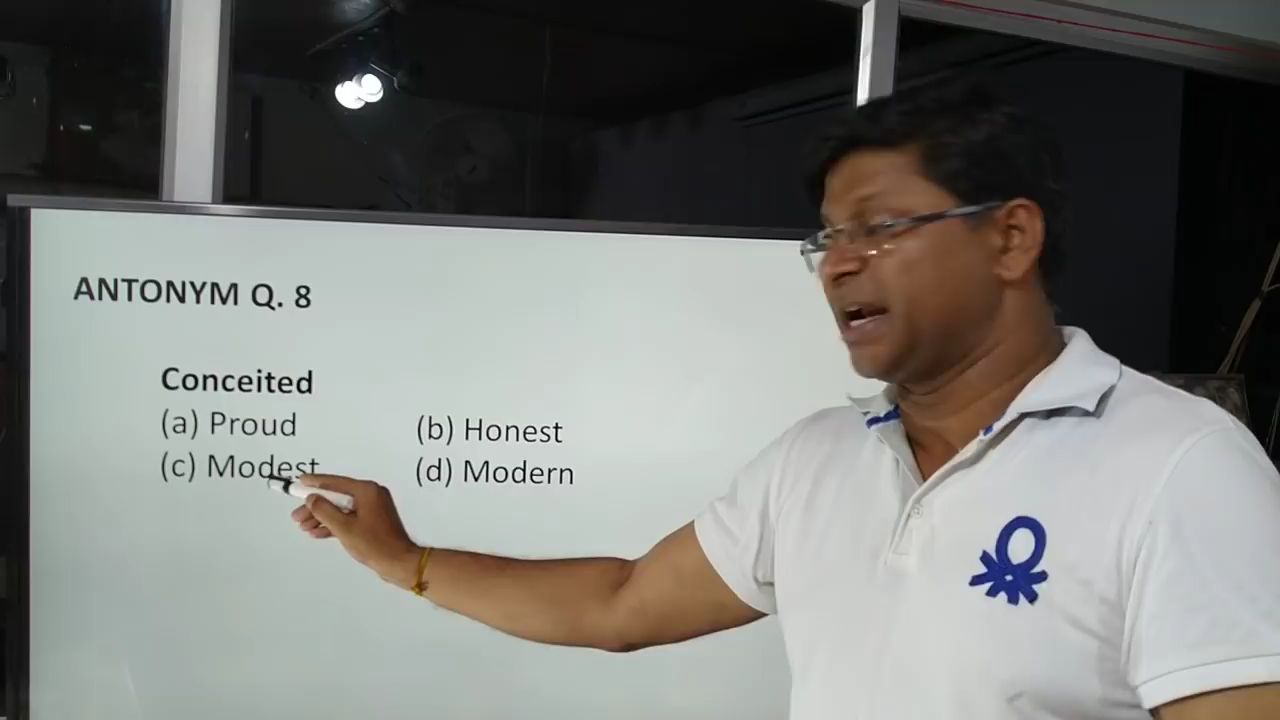 ANTONYM Q. 8
Conceited
(a) Proud (b) Honest
(c) Modest (d) Modern